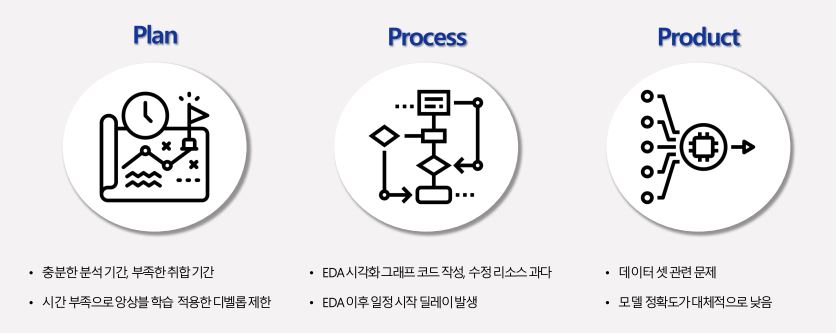 Plan
Process
Product
• 충분한 분석 기간, 부족한 취합 기간
• 시간 부족으로 앙상블 학습 적용한 디벨롭 제한
• EDA 시각화 그래프 코드 작성, 수정 리소스 과다
• EDA 이후 일정 시작 딜레이 발생
• 데이터 셋 관련 문제
• 모델 정확도가 대체적으로 낮음